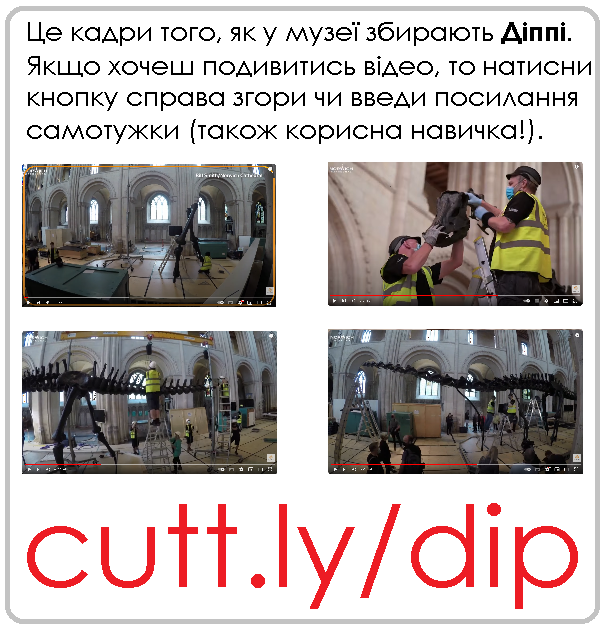 Це кадри того, як у музеї збирають Діппі.
Якщо хочеш подивитись відео, то натисни
кнопку справа згори чи введи посилання
самотужки (також корисна навичка!).
cutt.ly/dip